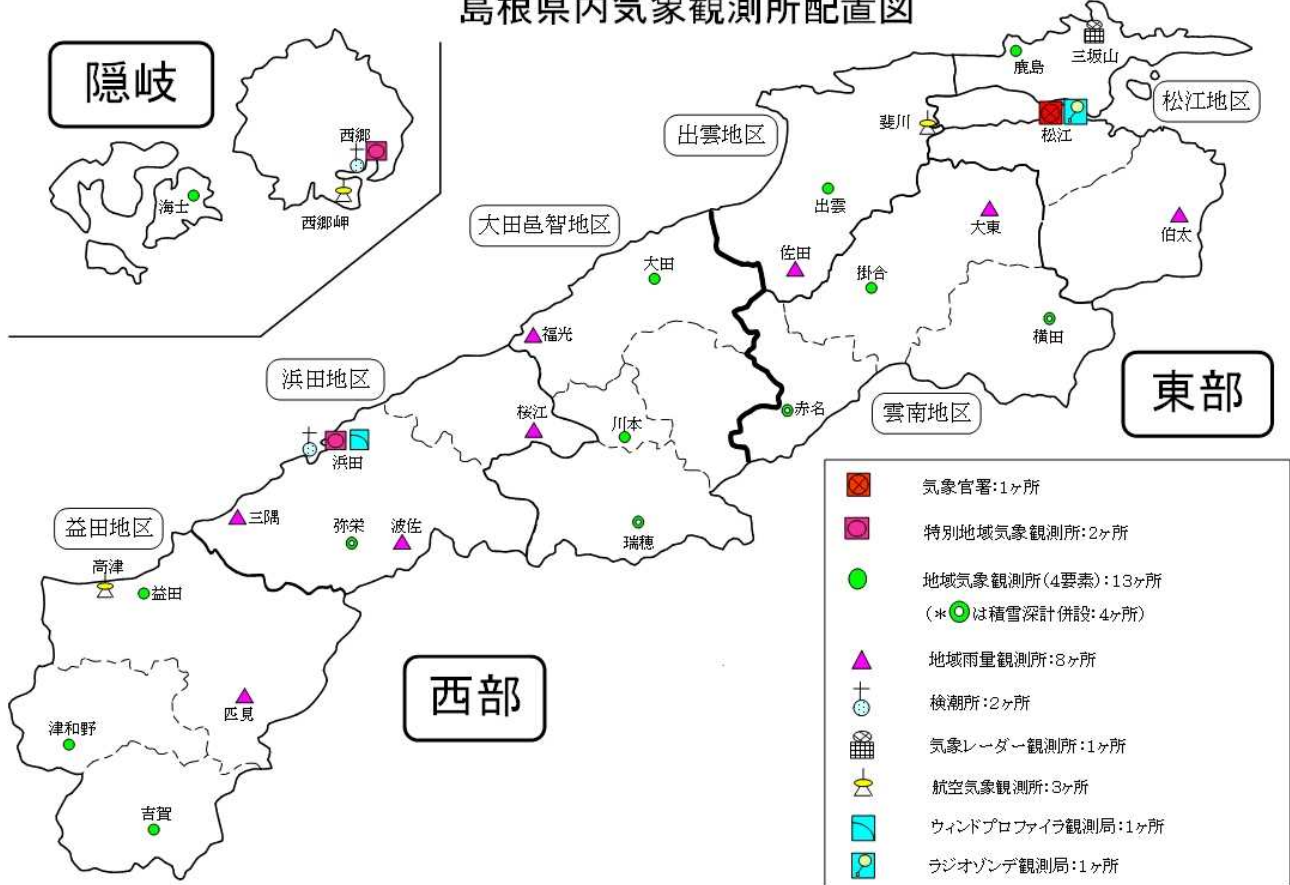 島根県内気象観測所配置図
隠岐
西郷
海士
西郷岬
鹿島
三坂山
松江地区
松江
出雲地区
斐川
出雲
大東
伯太
佐田
掛合
横田
大田邑智地区
大田
福光
東部
浜田地区
桜江
川本
赤名
雲南地区
浜田
三隅
弥栄
波佐
瑞穂
益田地区
高津
益田
西部
匹見
津和野
吉賀
気象官署:1ヶ所
特別地域気象観測所:2ヶ所
地域気象観測所(4要素):13ヶ所
(*は積雪深計併設:4ヶ所)
地域雨量観測所:8ヶ所
検潮所:2ヶ所
気象レーダー観測所:1ヶ所
航空気象観測所:3ヶ所
ウィンドプロファイラ観測局:1ヶ所
ラジオゾンデ観測局:1ヶ所